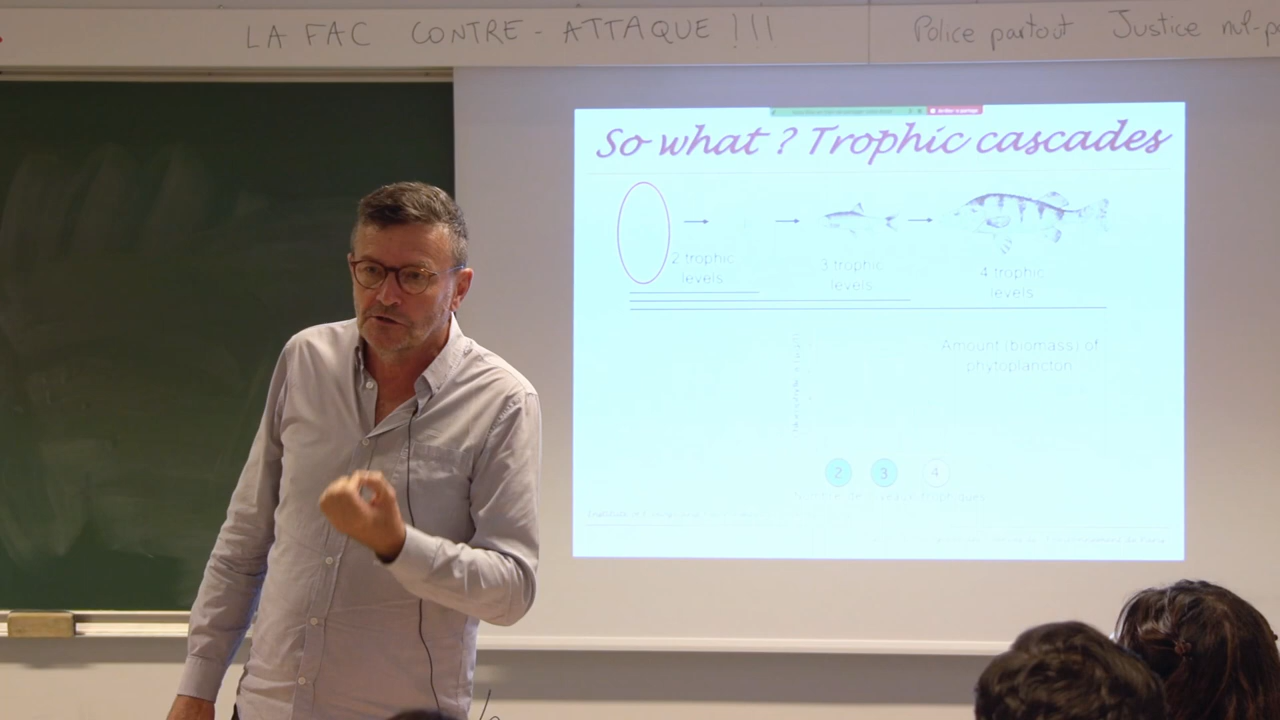 LA FAC CONTRE-ATTAQUE !!!
Police partout Justice nul-p
So what ? Trophic cascades
2 trophic
levels
3 trophic
levels
4 trophic
levels
Amount (biomass) of
phytoplancton
2 3 4